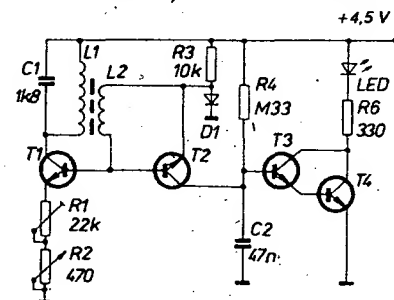 +4,5 V
L1
L2
R3
10k
C1
1k8
D1
R4
M33
LED
R6
330
T1
T2
T3
T4
R1
22k
R2
470
C2
47n